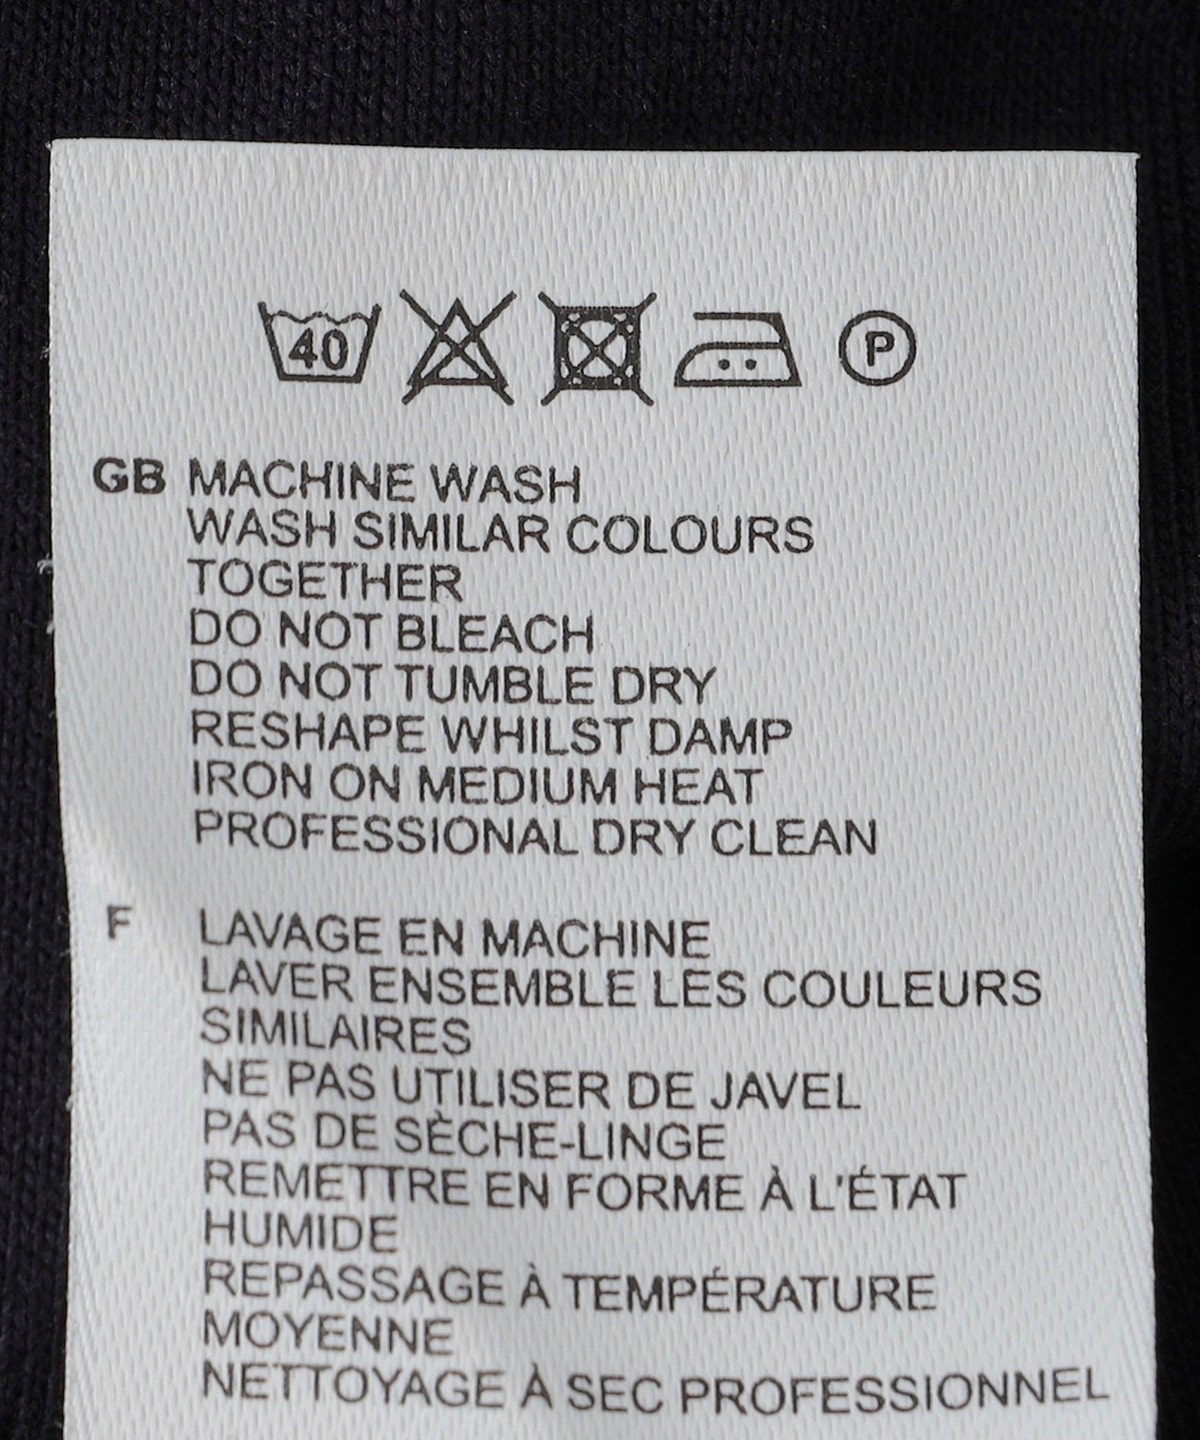 40 P
GB MACHINE WASH
WASH SIMILAR COLOURS
TOGETHER
DO NOT BLEACH
DO NOT TUMBLE DRY
RESHAPE WHILST DAMP
IRON ON MEDIUM HEAT
PROFESSIONAL DRY CLEAN
F LAVAGE EN MACHINE
LAVER ENSEMBLE LES COULEURS
SIMILAIRES
NE PAS UTILISER DE JAVEL
PAS DE SÈCHE-LINGE
REMETTRE EN FORME À L'ÉTAT
HUMIDE
REPASSAGE À TEMPÉRATURE
MOYENNE
NETTOYAGE À SEC PROFESSIONNEL